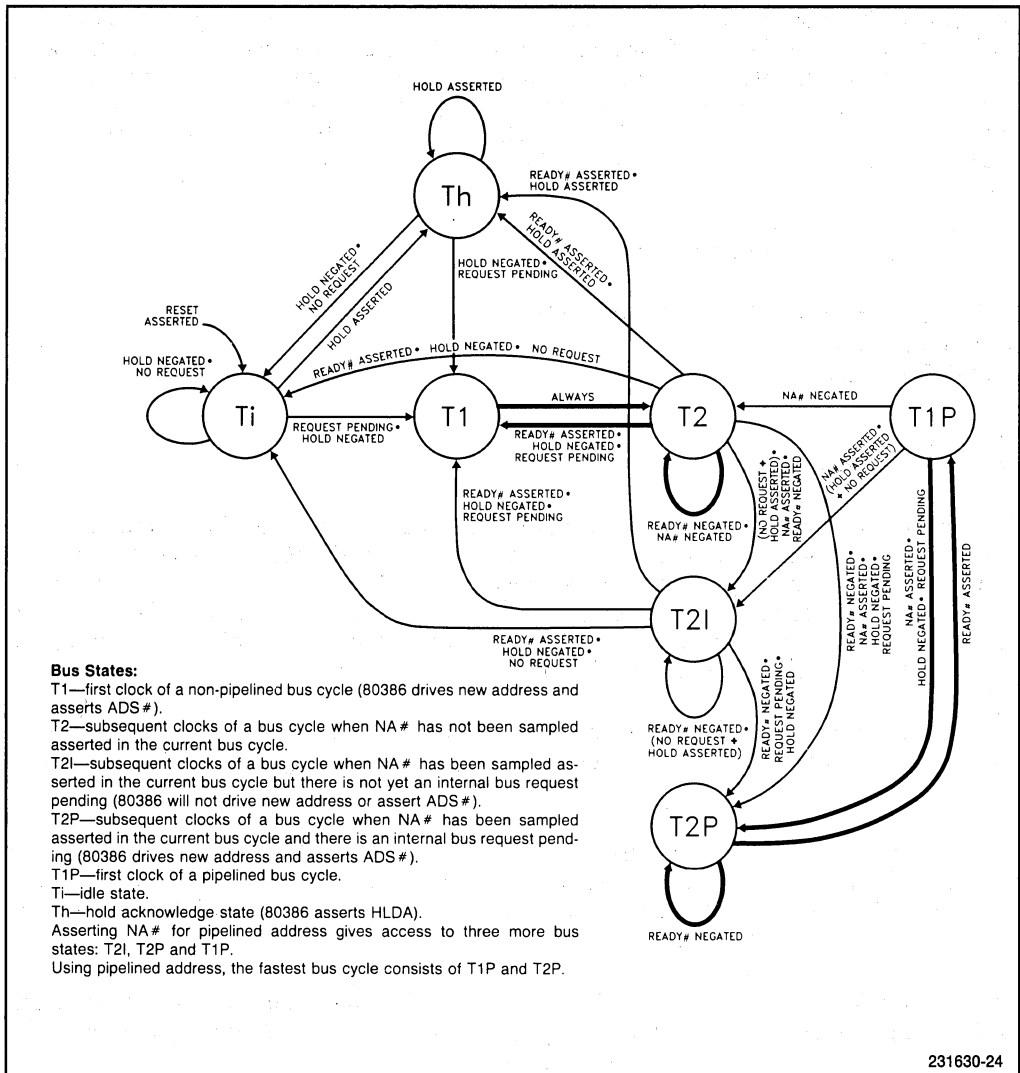 HOLD ASSERTED
Th
READY# ASSERTED•
HOLD ASSERTED
READY# ASSERTED•
HOLD ASSERTED
HOLD NEGATED•
NO REQUEST
HOLD ASSERTED
HOLD NEGATED•
REQUEST PENDING
RESET
ASSERTED
HOLD NEGATED•
NO REQUEST
READY# ASSERTED• HOLD NEGATED• NO REQUEST
Ti
REQUEST PENDING•
HOLD NEGATED
T1
ALWAYS
READY# ASSERTED•
HOLD NEGATED•
REQUEST PENDING
T2
NA# NEGATED
T1P
READY# NEGATED•
NA# NEGATED
(NO REQUEST +
HOLD ASSERTED)•
NA# ASSERTED•
READY# NEGATED
NA# ASSERTED•
(HOLD ASSERTED
+ NO REQUEST)
READY# ASSERTED•
HOLD NEGATED•
REQUEST PENDING
READY# NEGATED•
NA# ASSERTED•
HOLD NEGATED•
REQUEST PENDING
NA# ASSERTED•
HOLD NEGATED• REQUEST PENDING
READY# ASSERTED
T2I
READY# ASSERTED•
HOLD NEGATED•
NO REQUEST
READY# NEGATED•
(NO REQUEST +
HOLD ASSERTED)
READY# NEGATED•
REQUEST PENDING•
HOLD NEGATED
T2P
READY# NEGATED
Bus States:
T1—first clock of a non-pipelined bus cycle (80386 drives new address and
asserts ADS#).
T2—subsequent clocks of a bus cycle when NA# has not been sampled
asserted in the current bus cycle.
T2I—subsequent clocks of a bus cycle when NA# has been sampled as-
serted in the current bus cycle but there is not yet an internal bus request
pending (80386 will not drive new address or assert ADS#).
T2P—subsequent clocks of a bus cycle when NA# has been sampled
asserted in the current bus cycle and there is an internal bus request pend-
ing (80386 drives new address and asserts ADS#).
T1P—first clock of a pipelined bus cycle.
Ti—idle state.
Th—hold acknowledge state (80386 asserts HLDA).
Asserting NA# for pipelined address gives access to three more bus
states: T2I, T2P and T1P.
Using pipelined address, the fastest bus cycle consists of T1P and T2P.
231630-24